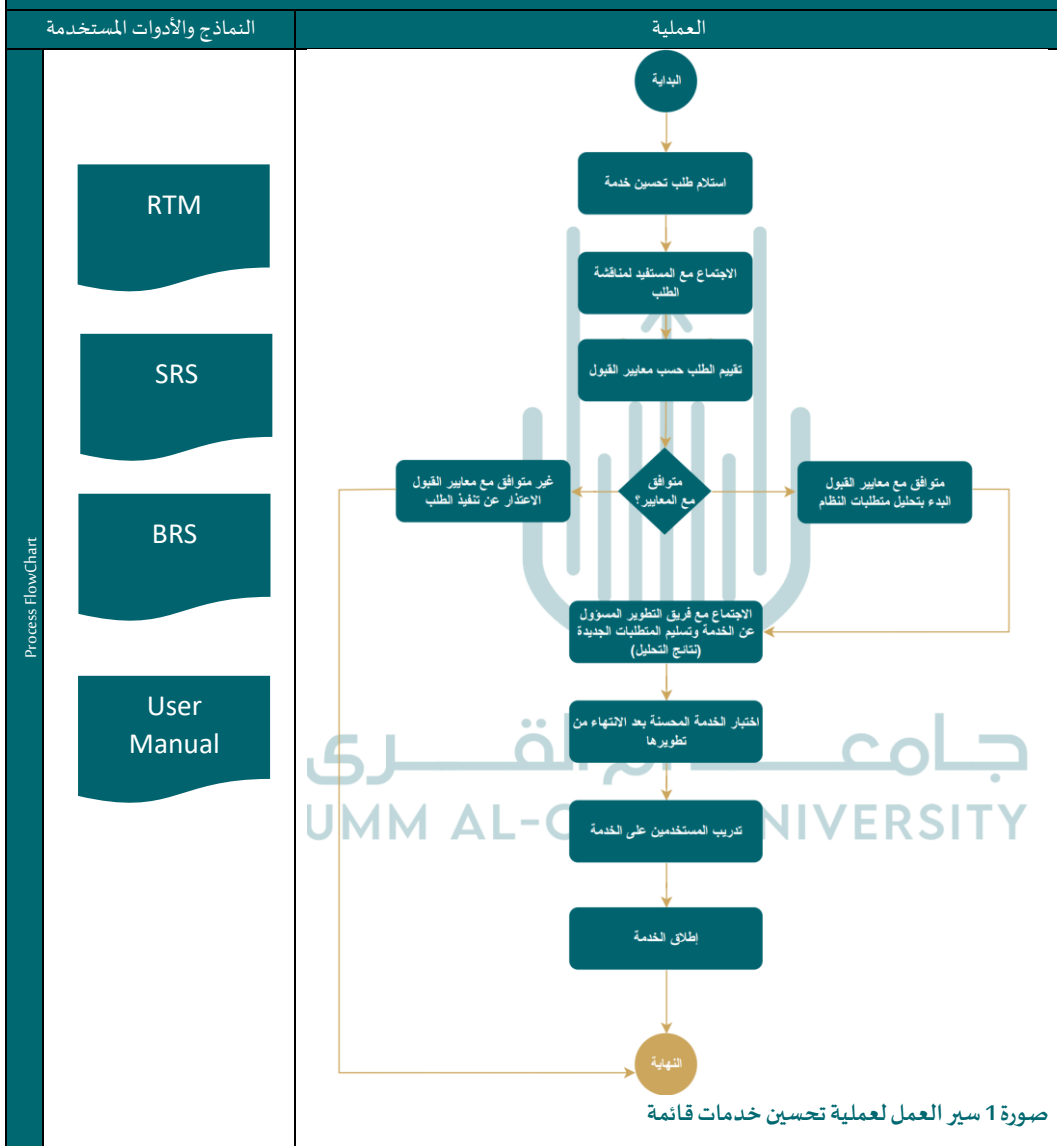 العملية
النماذج والأدوات المستخدمة
Process FlowChart
RTM
SRS
BRS
User
Manual
البداية
استلام طلب تحسين خدمة
الاجتماع مع المستفيد لمناقشة
الطلب
تقييم الطلب حسب معايير القبول
متوافق
مع المعايير؟
متوافق مع معايير القبول
البدء بتحليل متطلبات النظام
غير متوافق مع معايير القبول
الاعتذار عن تنفيذ الطلب
الاجتماع مع فريق التطوير المسؤول
عن الخدمة وتسليم المتطلبات الجديدة
(نتائج التحليل)
اختبار الخدمة المحسنة بعد الانتهاء من
تطويرها
تدريب المستخدمين على الخدمة
إطلاق الخدمة
النهاية
UMM AL- UNIVERSITY
صورة 1 سير العمل لعملية تحسين خدمات قائمة